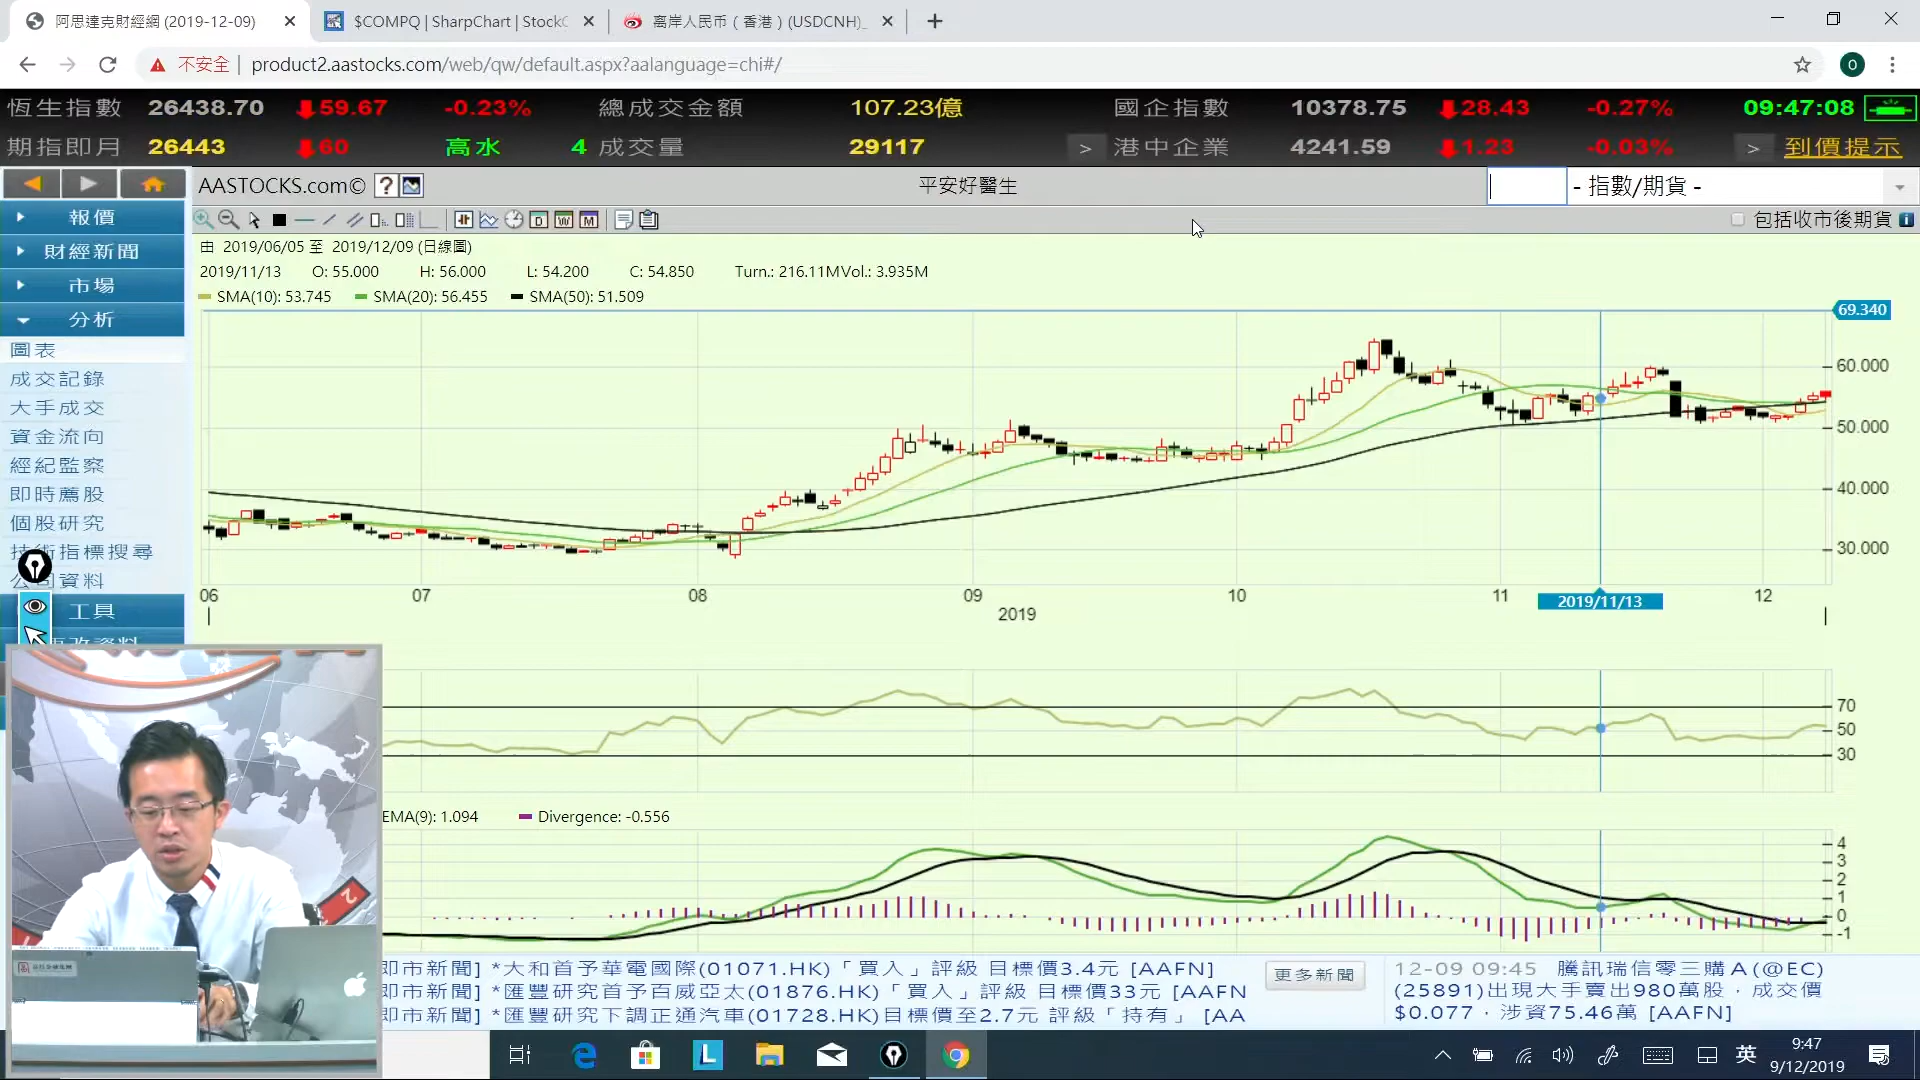 阿思達克財經網 (2019-12-09)
$COMPQ | SharpChart | StockC
离岸人民币（香港）(USDCNH)_
不安全 | product2.aastocks.com/web/qw/default.aspx?aalanguage=chi#/
O
恆生指數 26438.70 59.67 -0.23% 總成交金額 107.23億 國企指數 10378.75 28.43 -0.27% 09:47:08
期指即月 26443 60 高水 4 成交量 29117 > 港中企業 4241.59 1.23 -0.03% > 到價提示
AASTOCKS.com© ? 平安好醫生 - 指數/期貨 -
D W M 包括收市後期貨 i
由 2019/06/05 至 2019/12/09 (日線圖)
2019/11/13 O: 55.000 H: 56.000 L: 54.200 C: 54.850 Turn.: 216.11MVol.: 3.935M
SMA(10): 53.745 SMA(20): 56.455 SMA(50): 51.509
報價
財經新聞
市場
分析
圖表
成交記錄
大手成交
資金流向
經紀監察
即時薦股
個股研究
技術指標搜尋
公司資料
工具
更改資料
69.340
60.000
50.000
40.000
30.000
06 07 08 09 10 11 2019/11/13 12
2019
70
50
30
EMA(9): 1.094 Divergence: -0.556
4
3
2
1
0
-1
即市新聞] *大和首予華電國際(01071.HK)「買入」評級 目標價3.4元 [AAFN]
即市新聞] *匯豐研究首予百威亞太(01876.HK)「買入」評級 目標價33元 [AAFN
即市新聞] *匯豐研究下調正通汽車(01728.HK)目標價至2.7元 評級「持有」 [AA
更多新聞
12-09 09:45 騰訊瑞信零三購A(@EC)
(25891)出現大手賣出980萬股，成交價
$0.077，涉資75.46萬 [AAFN]
L
英
9:47
9/12/2019